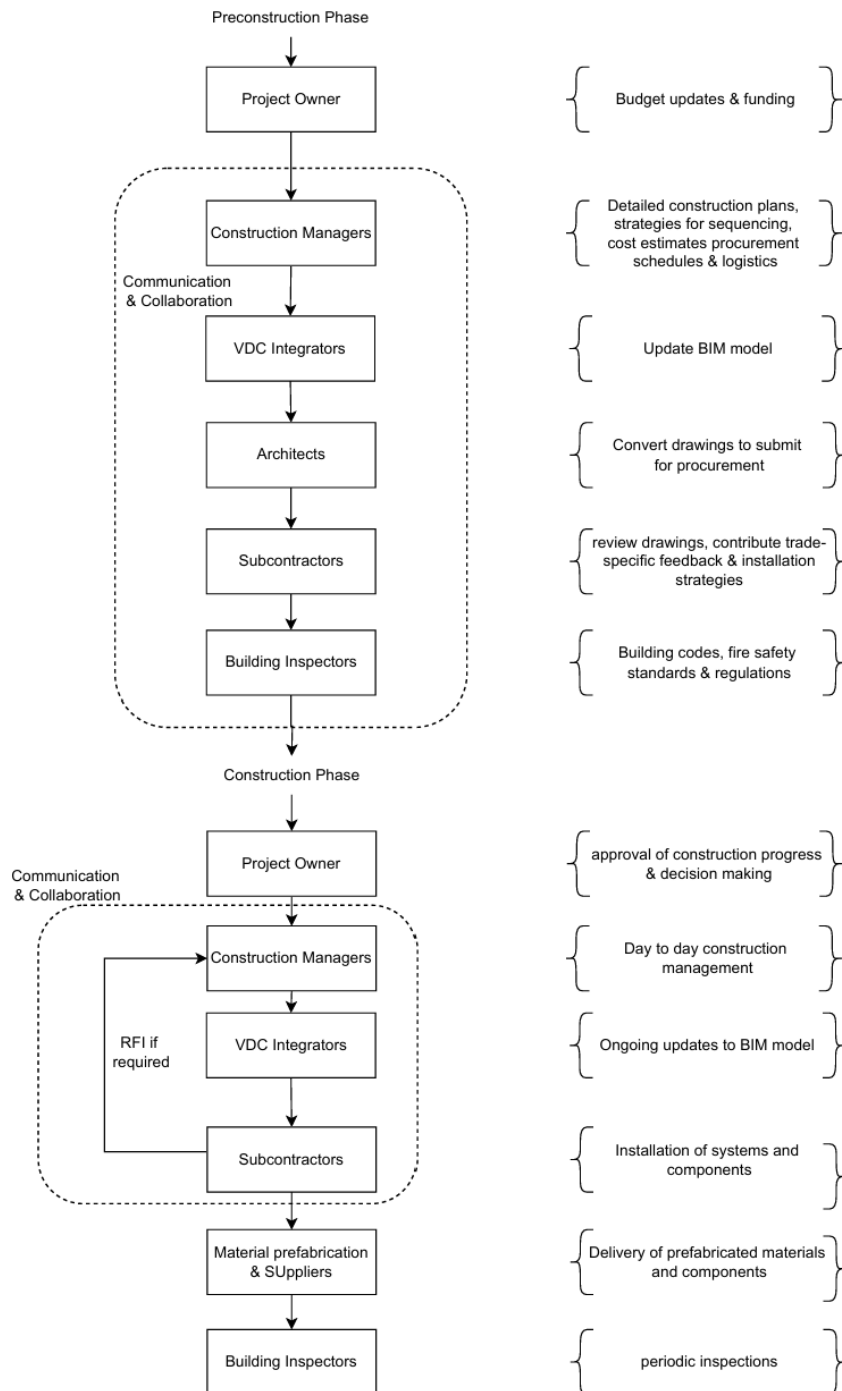 Preconstruction Phase
Project Owner
Budget updates & funding
Construction Managers
Detailed construction plans,
strategies for sequencing,
cost estimates procurement
schedules & logistics
Communication
& Collaboration
VDC Integrators
Update BIM model
Architects
Convert drawings to submit
for procurement
Subcontractors
review drawings, contribute trade-
specific feedback & installation
strategies
Building Inspectors
Building codes, fire safety
standards & regulations
Construction Phase
Project Owner
approval of construction progress
& decision making
Communication
& Collaboration
Construction Managers
Day to day construction
management
RFI if
required
VDC Integrators
Ongoing updates to BIM model
Subcontractors
Installation of systems and
components
Material prefabrication
& SUppliers
Delivery of prefabricated materials
and components
Building Inspectors
periodic inspections